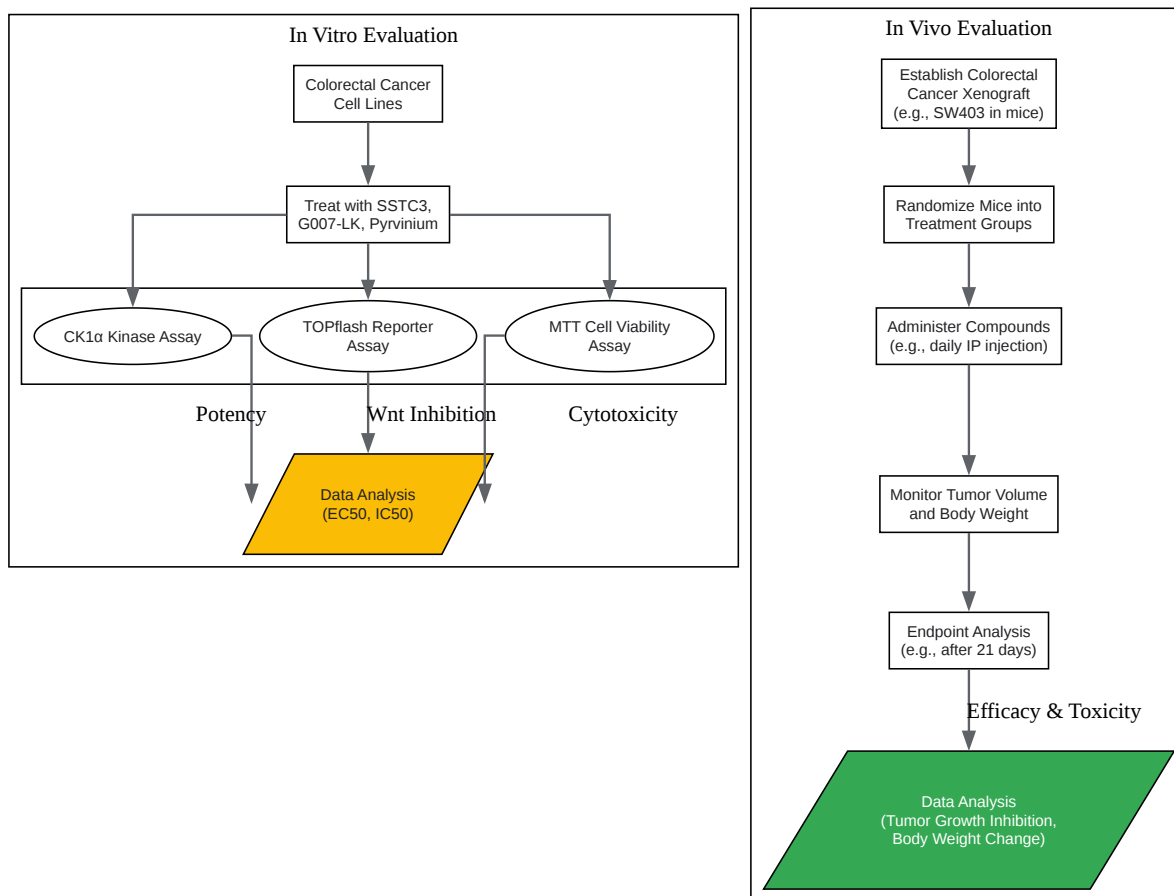 In Vitro Evaluation
Colorectal Cancer
Cell Lines
Treat with SSTC3,
G007-LK, Pyrvinium
CK1α Kinase Assay
TOPflash Reporter
Assay
MTT Cell Viability
Assay
Potency
Wnt Inhibition
Cytotoxicity
Data Analysis
(EC50, IC50)
In Vivo Evaluation
Establish Colorectal
Cancer Xenograft
(e.g., SW403 in mice)
Randomize Mice into
Treatment Groups
Administer Compounds
(e.g., daily IP injection)
Monitor Tumor Volume
and Body Weight
Endpoint Analysis
(e.g., after 21 days)
Efficacy & Toxicity
Data Analysis
(Tumor Growth Inhibition,
Body Weight Change)